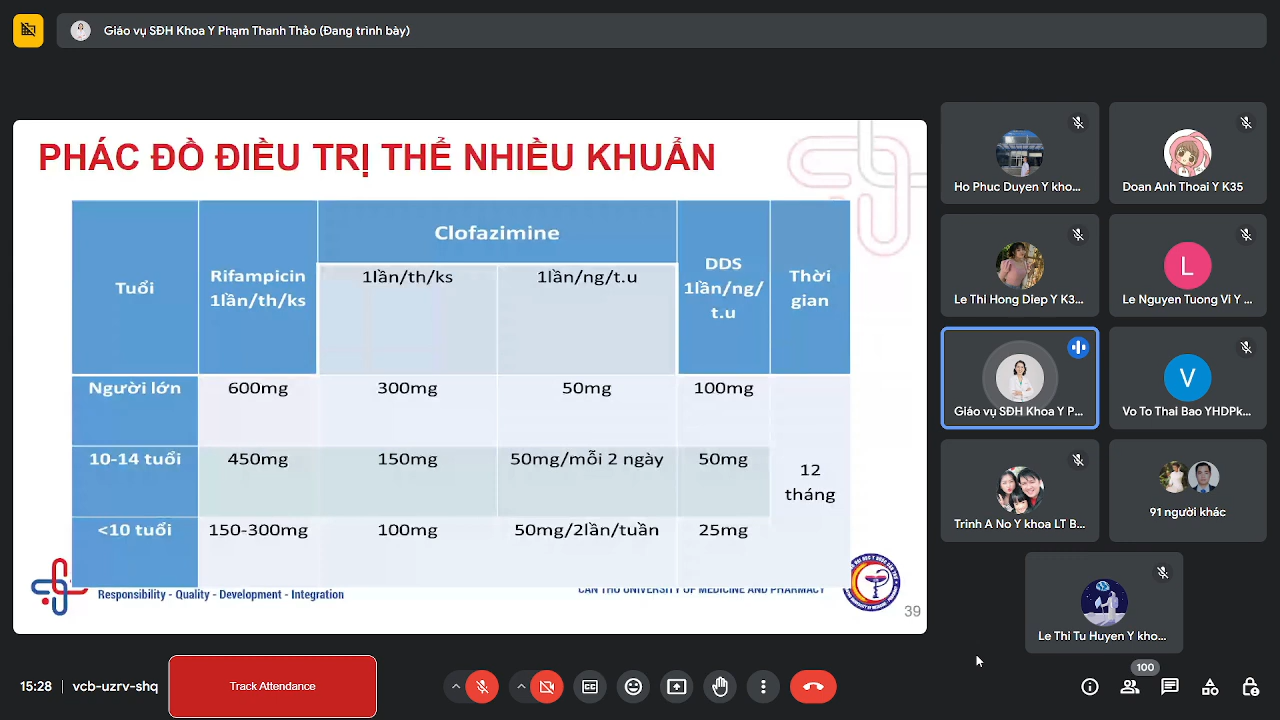 Giáo vụ SĐH Khoa Y Phạm Thanh Thảo (Đang trình bày)
PHÁC ĐỒ ĐIỀU TRỊ THỂ NHIỀU KHUẨN
Tuổi
Rifampicin
1lần/th/ks
Clofazimine
1lần/th/ks
1lần/ng/t.u
DDS
1lần/ng/
t.u
Thời
gian
Người lớn
600mg
300mg
50mg
100mg
10-14 tuổi
450mg
150mg
50mg/mỗi 2 ngày
50mg
12
tháng
<10 tuổi
150-300mg
100mg
50mg/2lần/tuần
25mg
Responsibility - Quality - Development - Integration
CAN THO UNIVERSITY OF MEDICINE AND PHARMACY
39
Ho Phuc Duyen Y kho...
Doan Anh Thoai Y K35
Le Thi Hong Diep Y K3...
Le Nguyen Tuong Vi Y ...
L
Giáo vụ SĐH Khoa Y P...
V
Vo To Thai Bao YHDPk...
Trinh A No Y khoa LT B...
91 người khác
Le Thi Tu Huyen Y kho...
15:28
vcb-uzrv-shq
Track Attendance
100